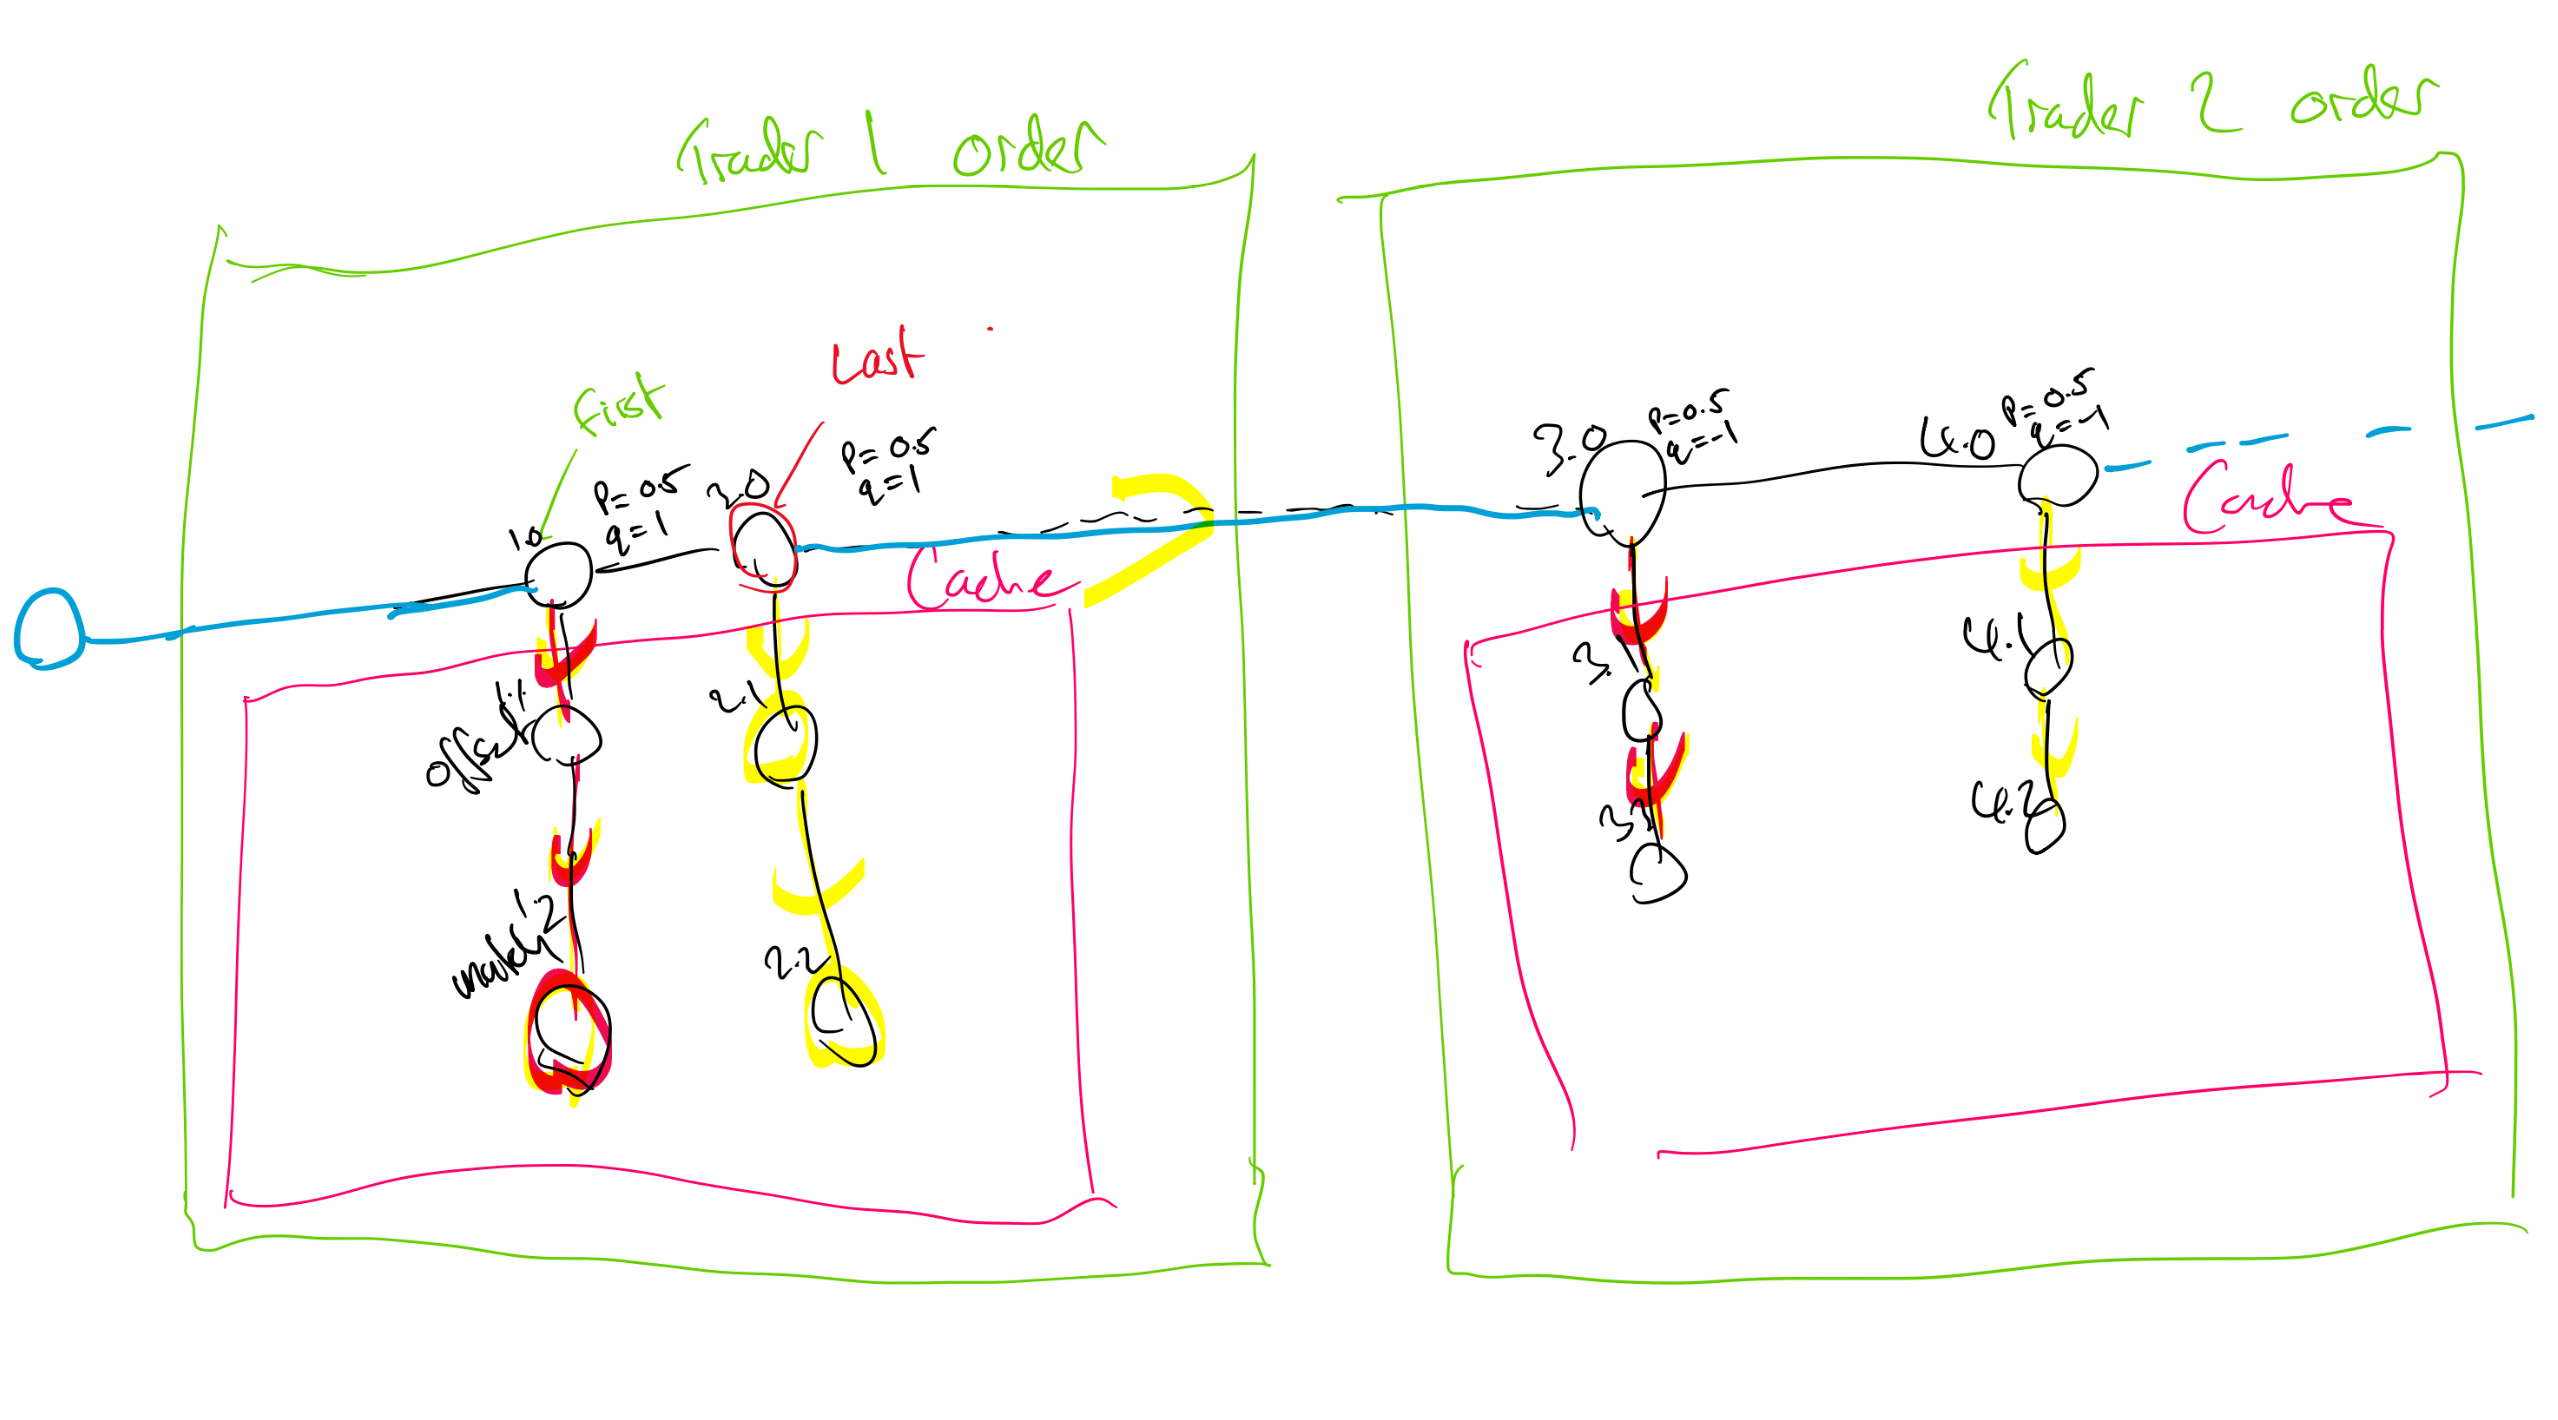 Trader 1 order
Trader 2 order
First
Last
1.0
P= 0.5
q= 1
2.0
P= 0.5
q= 1
3.0
P=0.5
q=-1
4.0
P= 0.5
q=-1
Cache
Cache
offset
1.1
2.1
3.1
4.1
1.2
2.2
3.2
4.2